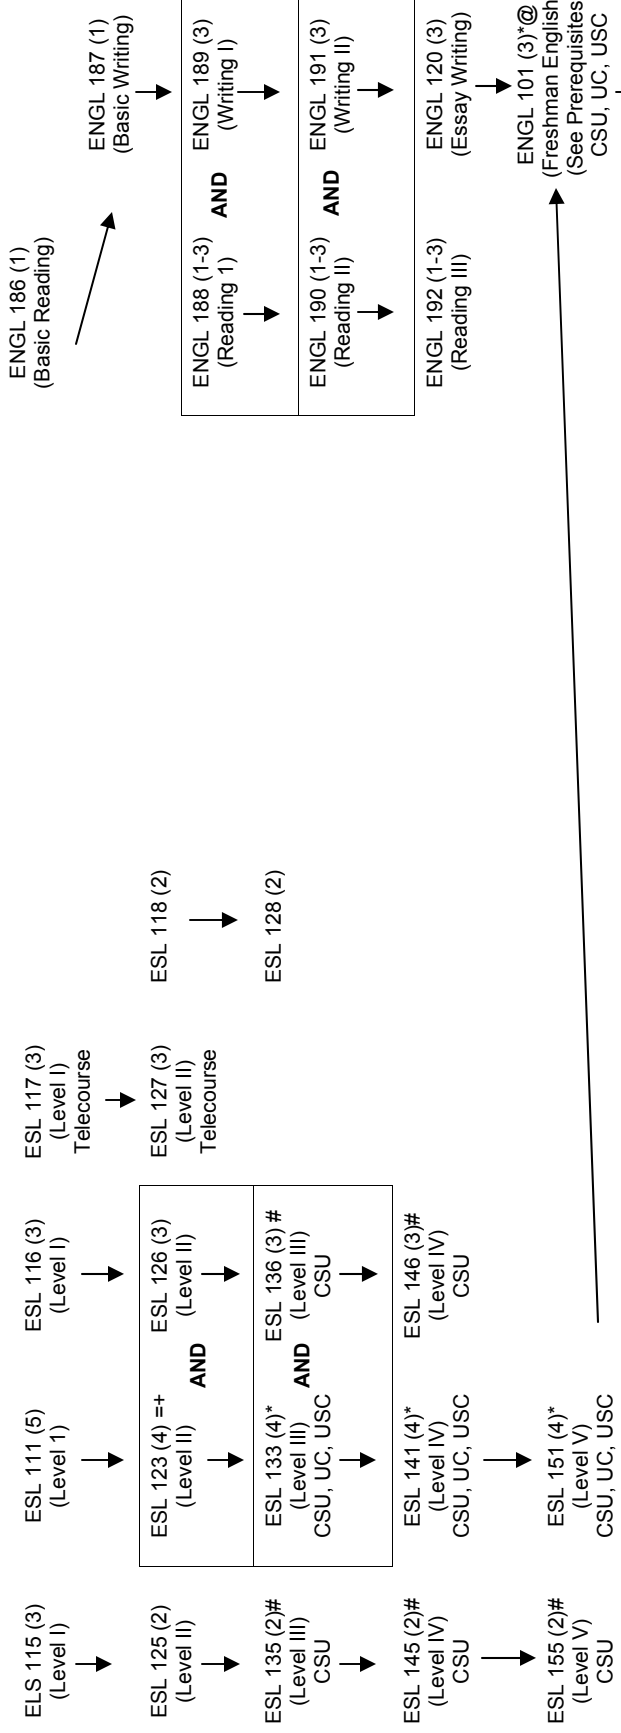 ELS 115 (3)
(Level I)
ESL 125 (2)
(Level II)
ESL 135 (2)#
(Level III)
CSU
ESL 145 (2)#
(Level IV)
CSU
ESL 155 (2)#
(Level V)
CSU
ESL 111 (5)
(Level 1)
ESL 123 (4) =+
(Level II)
AND
ESL 133 (4)*
(Level III)
CSU, UC, USC
AND
ESL 141 (4)*
(Level IV)
CSU, UC, USC
ESL 151 (4)*
(Level V)
CSU, UC, USC
ESL 116 (3)
(Level I)
ESL 126 (3)
(Level II)
ESL 136 (3) #
(Level III)
CSU
ESL 146 (3)#
(Level IV)
CSU
ESL 117 (3)
(Level I)
Telecourse
ESL 127 (3)
(Level II)
Telecourse
ESL 118 (2)
ESL 128 (2)
ENGL 186 (1)
(Basic Reading)
ENGL 187 (1)
(Basic Writing)
ENGL 188 (1-3)
(Reading 1)
AND
ENGL 189 (3)
(Writing I)
ENGL 190 (1-3)
(Reading II)
AND
ENGL 191 (3)
(Writing II)
ENGL 192 (1-3)
(Reading III)
ENGL 120 (3)
(Essay Writing)
ENGL 101 (3)*@
(Freshman English
(See Prerequisites
CSU, UC, USC